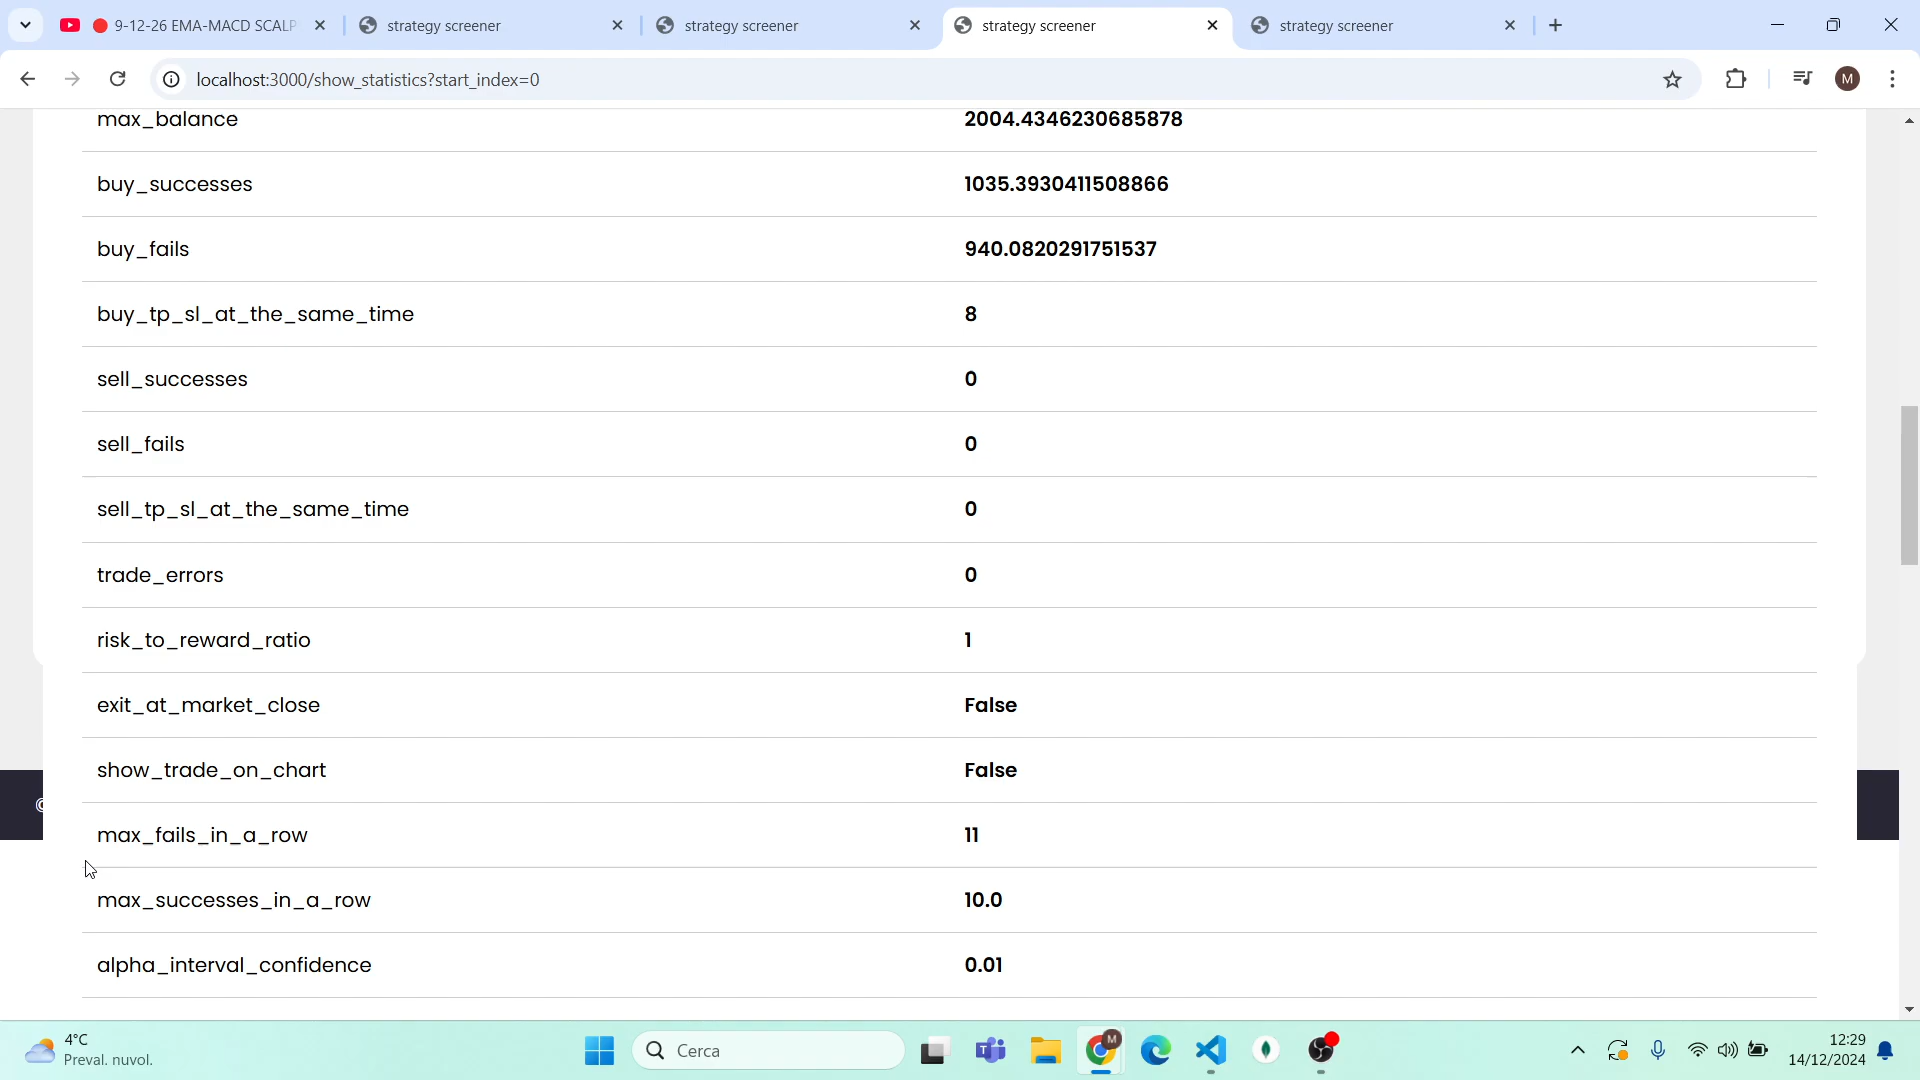 9-12-26 EMA-MACD SCALP
strategy screener
strategy screener
strategy screener
strategy screener
localhost:3000/show_statistics?start_index=0
M
max_balance 2004.4346230685878
buy_successes 1035.3930411508866
buy_fails 940.0820291751537
buy_tp_sl_at_the_same_time 8
sell_successes 0
sell_fails 0
sell_tp_sl_at_the_same_time 0
trade_errors 0
risk_to_reward_ratio 1
exit_at_market_close False
show_trade_on_chart False
©
max_fails_in_a_row 11
max_successes_in_a_row 10.0
alpha_interval_confidence 0.01
4°C
Preval. nuvol.
Cerca
M
12:29
14/12/2024